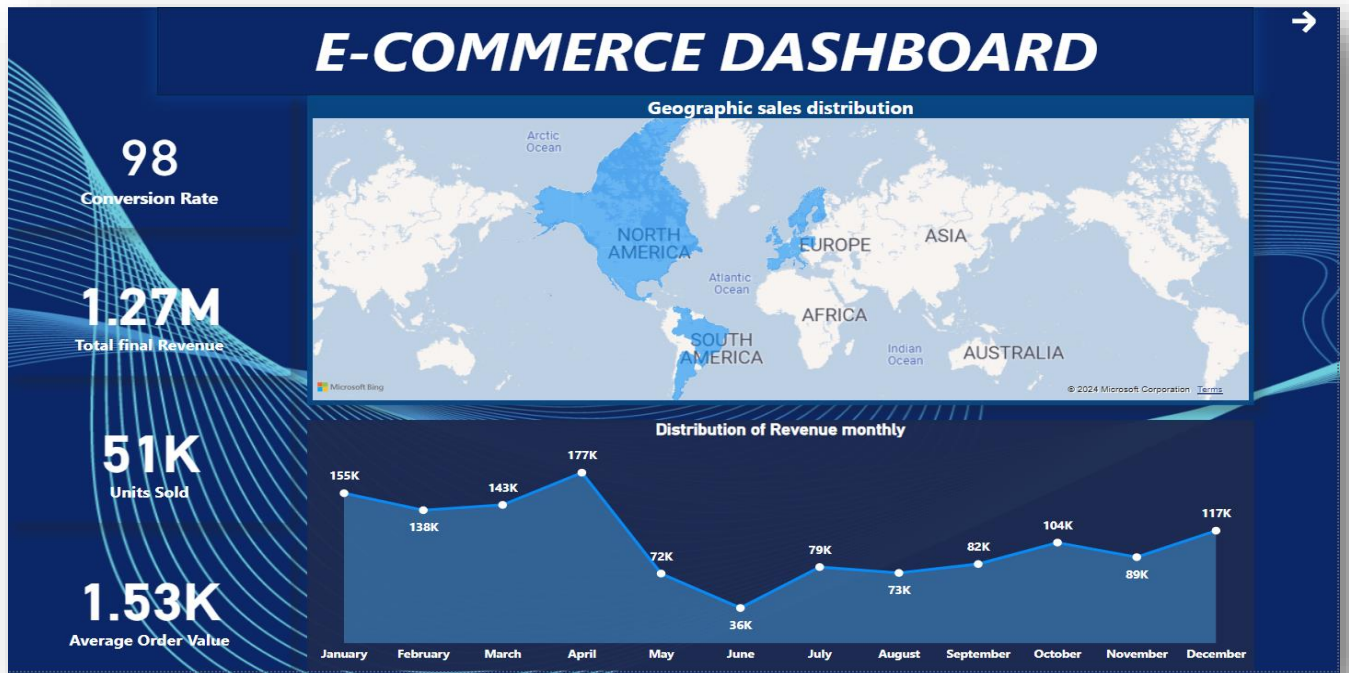 E-COMMERCE DASHBOARD
98
Conversion Rate
1.27M
Total final Revenue
51K
Units Sold
1.53K
Average Order Value
Geographic sales distribution
Arctic
Ocean
NORTH
AMERICA
EUROPE
ASIA
Atlantic
Ocean
AFRICA
SOUTH
AMERICA
Indian
Ocean
AUSTRALIA
Microsoft Bing
© 2024 Microsoft Corporation Terms
Distribution of Revenue monthly
155K
138K
143K
177K
72K
36K
79K
73K
82K
104K
89K
117K
January February March April May June July August September October November December